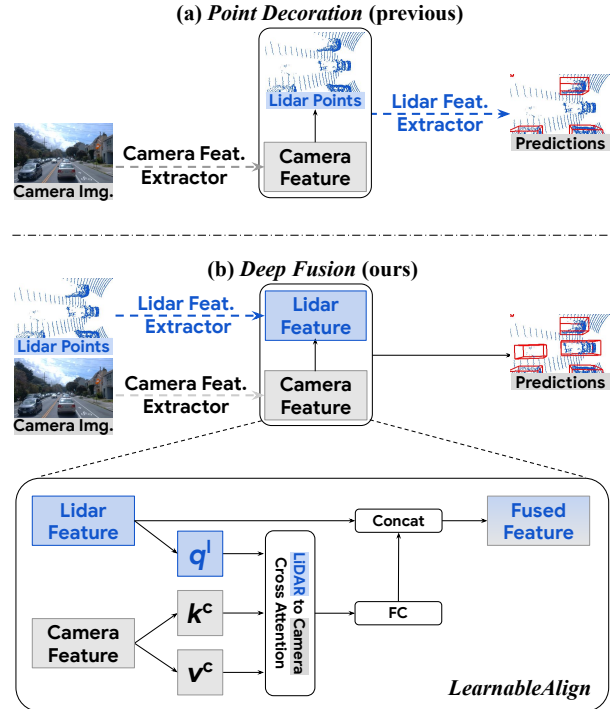 (a) Point Decoration (previous)
Lidar Points
Lidar Feat.
Extractor
Camera Feat.
Extractor
Camera
Feature
Camera Img.
Predictions
(b) Deep Fusion (ours)
Lidar Points
Lidar Feat.
Extractor
Lidar
Feature
Camera Img.
Camera Feat.
Extractor
Camera
Feature
Predictions
Lidar
Feature
Concat
Fused
Feature
q^l
LiDAR to Camera
Cross Attention
k^c
FC
Camera
Feature
v^c
LearnableAlign